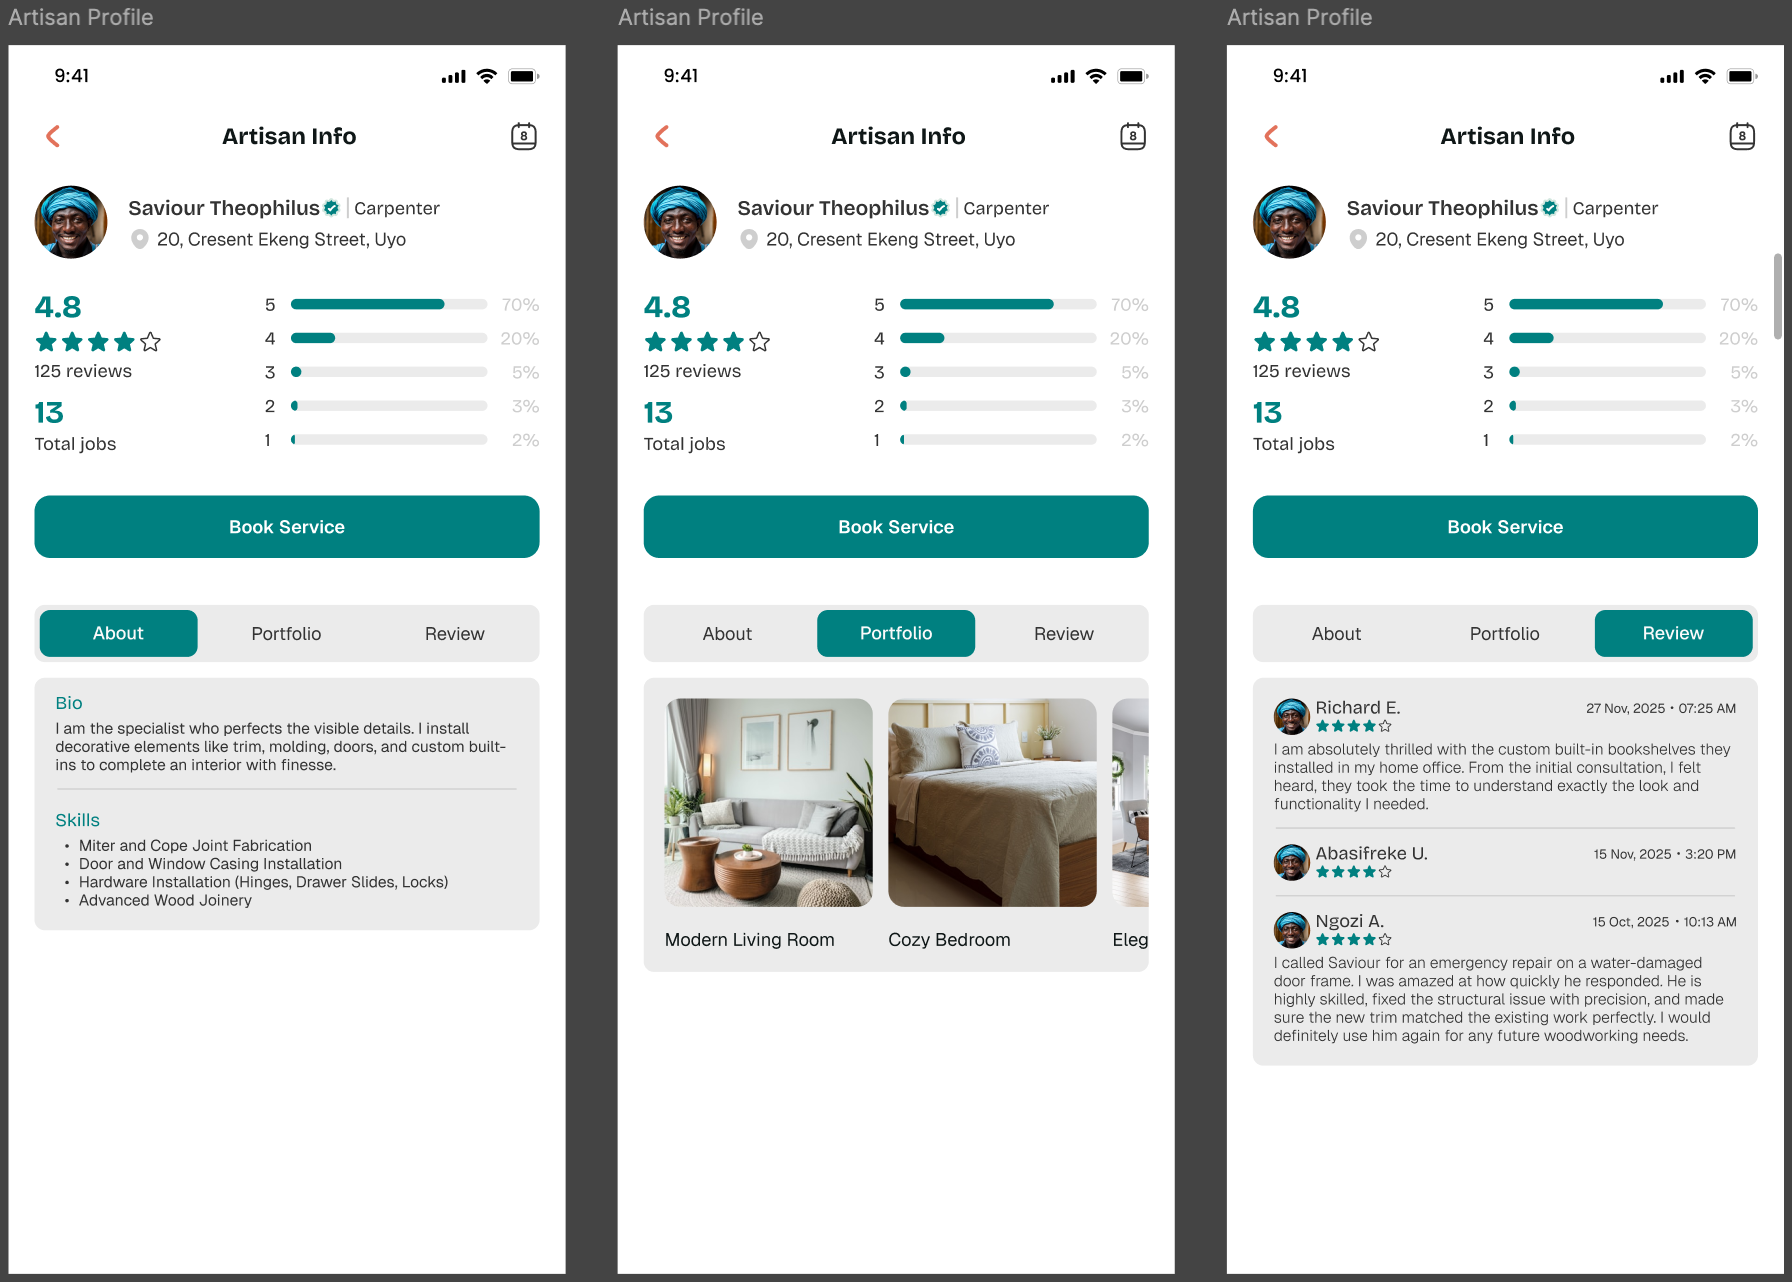 Artisan Profile
9:41
Artisan Info
8
Saviour Theophilus | Carpenter
20, Cresent Ekeng Street, Uyo
4.8
125 reviews
13
Total jobs
5 70%
4 20%
3 5%
2 3%
1 2%
Book Service
About Portfolio Review
Bio
I am the specialist who perfects the visible details. I install
decorative elements like trim, molding, doors, and custom built-
ins to complete an interior with finesse.
Skills
• Miter and Cope Joint Fabrication
• Door and Window Casing Installation
• Hardware Installation (Hinges, Drawer Slides, Locks)
• Advanced Wood Joinery
Artisan Profile
9:41
Artisan Info
8
Saviour Theophilus | Carpenter
20, Cresent Ekeng Street, Uyo
4.8
125 reviews
13
Total jobs
5 70%
4 20%
3 5%
2 3%
1 2%
Book Service
About Portfolio Review
Modern Living Room
Cozy Bedroom
Eleg
Artisan Profile
9:41
Artisan Info
8
Saviour Theophilus | Carpenter
20, Cresent Ekeng Street, Uyo
4.8
125 reviews
13
Total jobs
5 70%
4 20%
3 5%
2 3%
1 2%
Book Service
About Portfolio Review
Richard E. 27 Nov, 2025 • 07:25 AM
I am absolutely thrilled with the custom built-in bookshelves they
installed in my home office. From the initial consultation, I felt
heard, they took the time to understand exactly the look and
functionality I needed.
Abasifreke U. 15 Nov, 2025 • 3:20 PM
Ngozi A. 15 Oct, 2025 • 10:13 AM
I called Saviour for an emergency repair on a water-damaged
door frame. I was amazed at how quickly he responded. He is
highly skilled, fixed the structural issue with precision, and made
sure the new trim matched the existing work perfectly. I would
definitely use him again for any future woodworking needs.